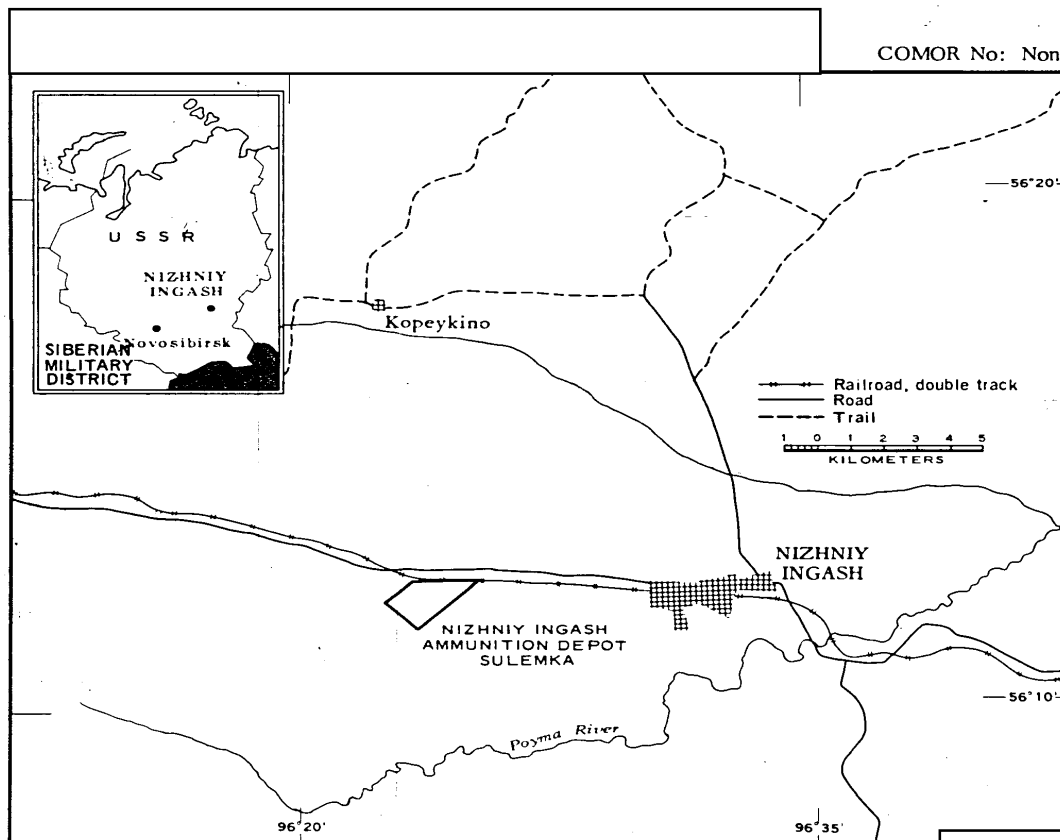 COMOR No: Non
56°20'
USSR
NIZHNIY
INGASH
Novosibirsk
SIBERIAN
MILITARY
DISTRICT
Kopeykino
Railroad, double track
Road
Trail
1 0 1 2 3 4 5
KILOMETERS
NIZHNIY
INGASH
NIZHNIY INGASH
AMMUNITION DEPOT
SULEMKA
56°10'
Poyma River
96°20'
96°35'